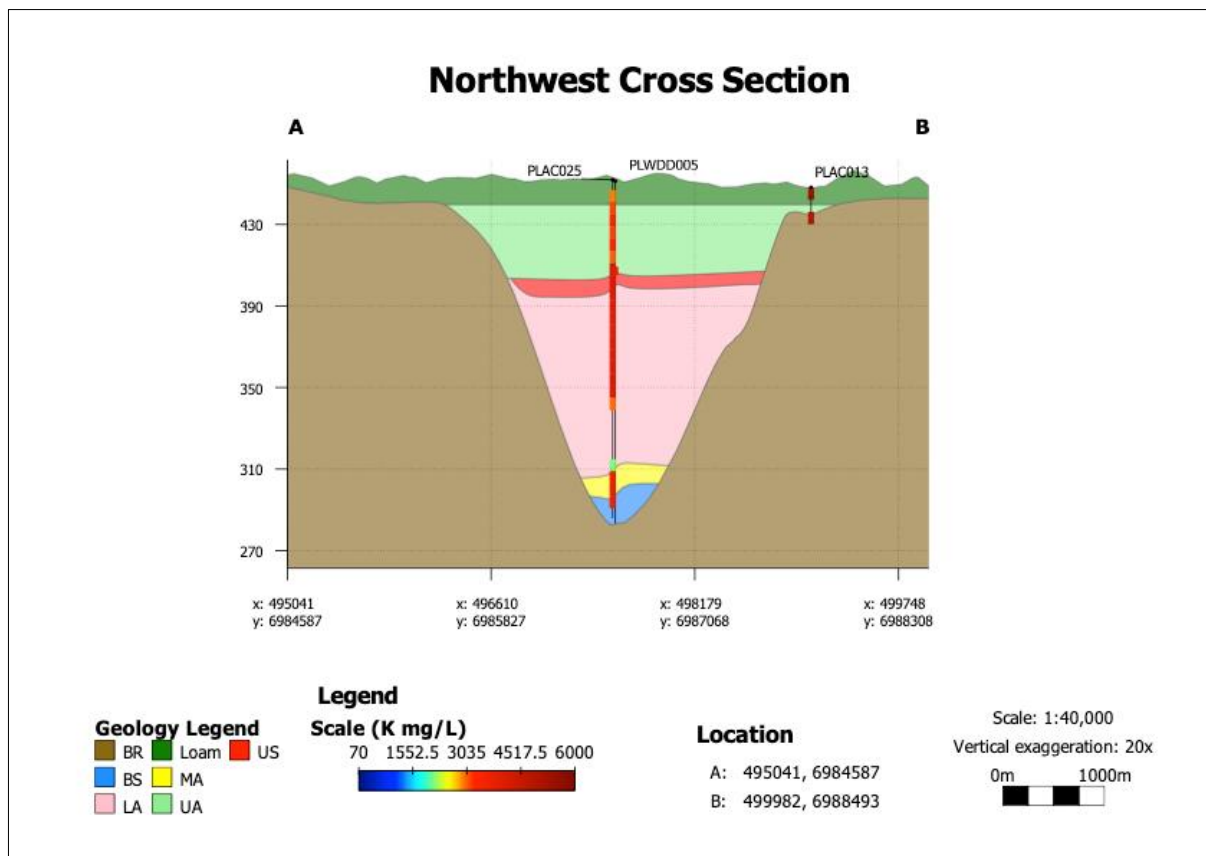 Northwest Cross Section
A B
PLAC025 PLWDD005 PLAC013
430
390
350
310
270
x: 495041 x: 496610 x: 498179 x: 499748
y: 6984587 y: 6985827 y: 6987068 y: 6988308
Geology Legend
BR Loam US
BS MA
LA UA
Legend
Scale (K mg/L)
70 1552.5 3035 4517.5 6000
Location
A: 495041, 6984587
B: 499982, 6988493
Scale: 1:40,000
Vertical exaggeration: 20x
0m 1000m